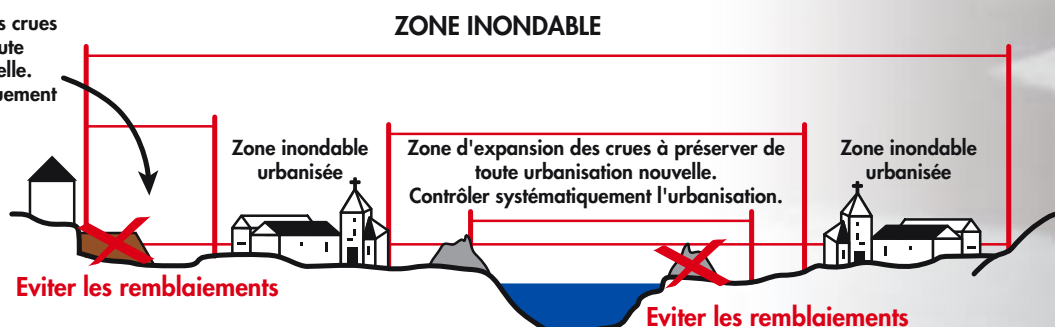 ZONE INONDABLE
s crues
ute
elle.
uement
Zone inondable
urbanisée
Zone d'expansion des crues à préserver de
toute urbanisation nouvelle.
Contrôler systématiquement l'urbanisation.
Zone inondable
urbanisée
Eviter les remblaiements
Eviter les remblaiements